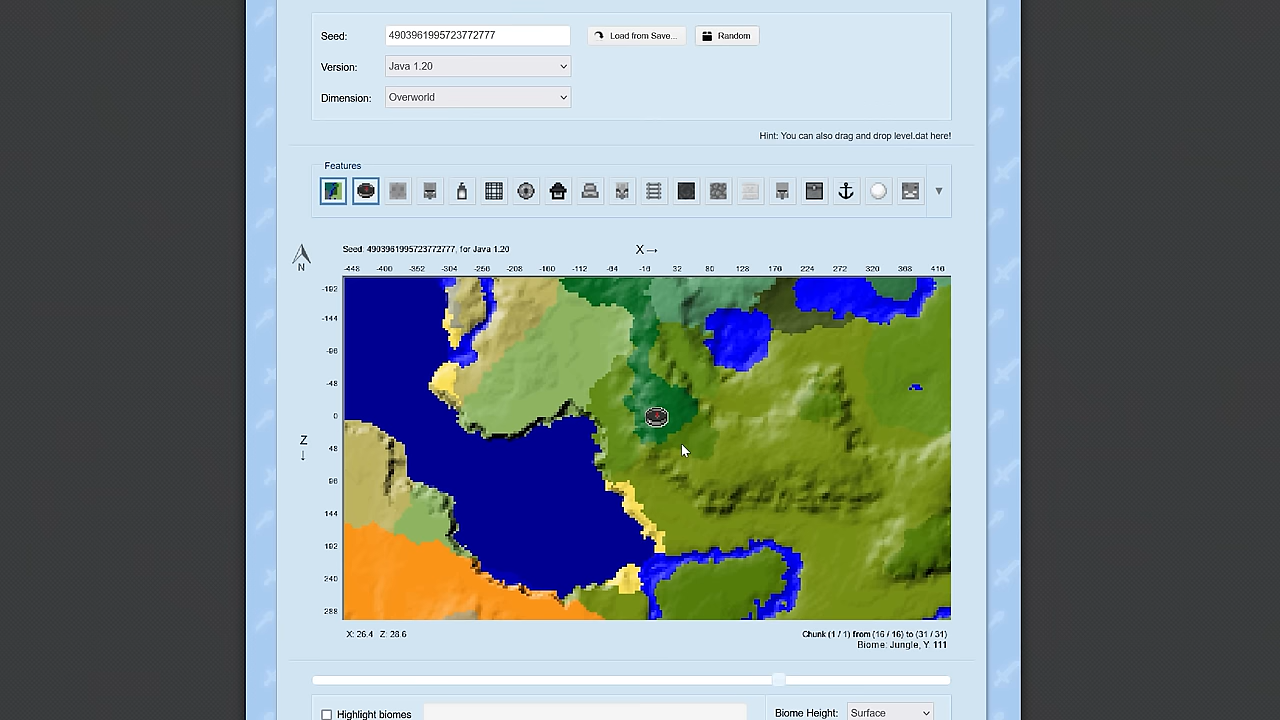 Seed: 4903961995723772777 Load from Save... Random
Version: Java 1.20
Dimension: Overworld
Hint: You can also drag and drop level.dat here!
Features
Seed: 4903961995723772777, for Java 1.20 X→
N
-448 -400 -352 -304 -256 -208 -160 -112 -64 -16 32 80 128 176 224 272 320 368 416
-192
-144
-96
-48
0
Z
↓
48
96
144
192
240
288
X: 26.4 Z: 28.6 Chunk (1 / 1) from (16 / 16) to (31 / 31)
Biome: Jungle, Y: 111
Highlight biomes Biome Height: Surface